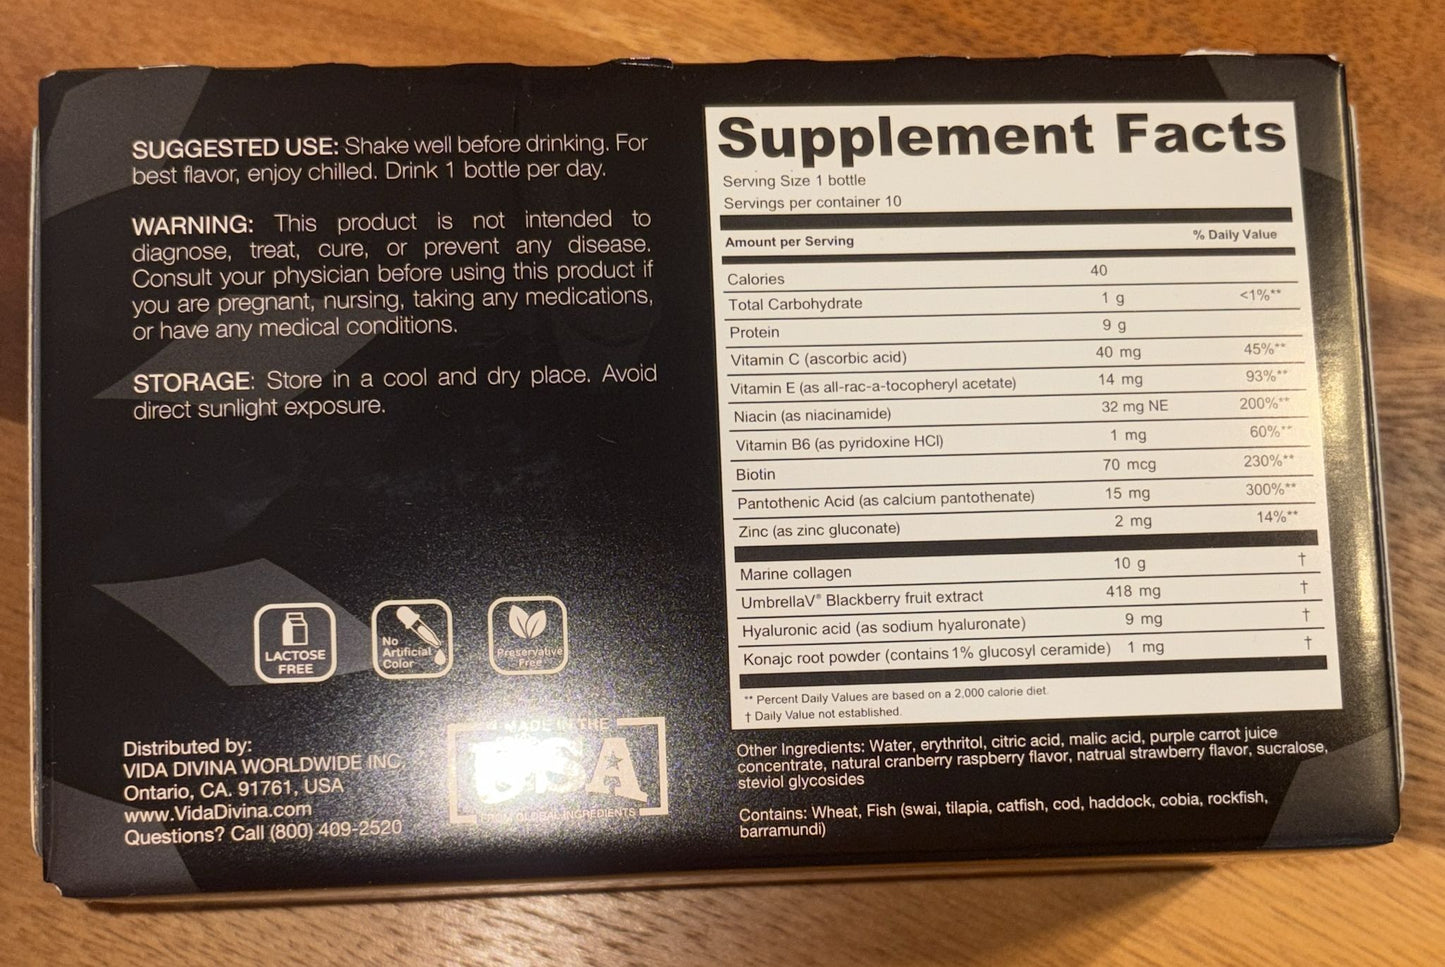 SUGGESTED USE: Shake well before drinking. For
best flavor, enjoy chilled. Drink 1 bottle per day.
WARNING: This product is not intended to
diagnose, treat, cure, or prevent any disease.
Consult your physician before using this product if
you are pregnant, nursing, taking any medications,
or have any medical conditions.
STORAGE: Store in a cool and dry place. Avoid
direct sunlight exposure.
LACTOSE
FREE
No
Artificial
Color
Preservative
Free
Distributed by:
VIDA DIVINA WORLDWIDE INC.
Ontario, CA. 91761, USA
www.VidaDivina.com
Questions? Call (800) 409-2520
MADE IN THE
USA
FROM GLOBAL INGREDIENTS
Supplement Facts
Serving Size 1 bottle
Servings per container 10
Amount per Serving % Daily Value
Calories 40
Total Carbohydrate 1 g <1%**
Protein 9 g
Vitamin C (ascorbic acid) 40 mg 45%**
Vitamin E (as all-rac-a-tocopheryl acetate) 14 mg 93%**
Niacin (as niacinamide) 32 mg NE 200%**
Vitamin B6 (as pyridoxine HCl) 1 mg 60%**
Biotin 70 mcg 230%**
Pantothenic Acid (as calcium pantothenate) 15 mg 300%**
Zinc (as zinc gluconate) 2 mg 14%**
Marine collagen 10 g †
UmbrellaV® Blackberry fruit extract 418 mg †
Hyaluronic acid (as sodium hyaluronate) 9 mg †
Konajc root powder (contains 1% glucosyl ceramide) 1 mg †
** Percent Daily Values are based on a 2,000 calorie diet.
† Daily Value not established.
Other Ingredients: Water, erythritol, citric acid, malic acid, purple carrot juice
concentrate, natural cranberry raspberry flavor, natrual strawberry flavor, sucralose,
steviol glycosides
Contains: Wheat, Fish (swai, tilapia, catfish, cod, haddock, cobia, rockfish,
barramundi)